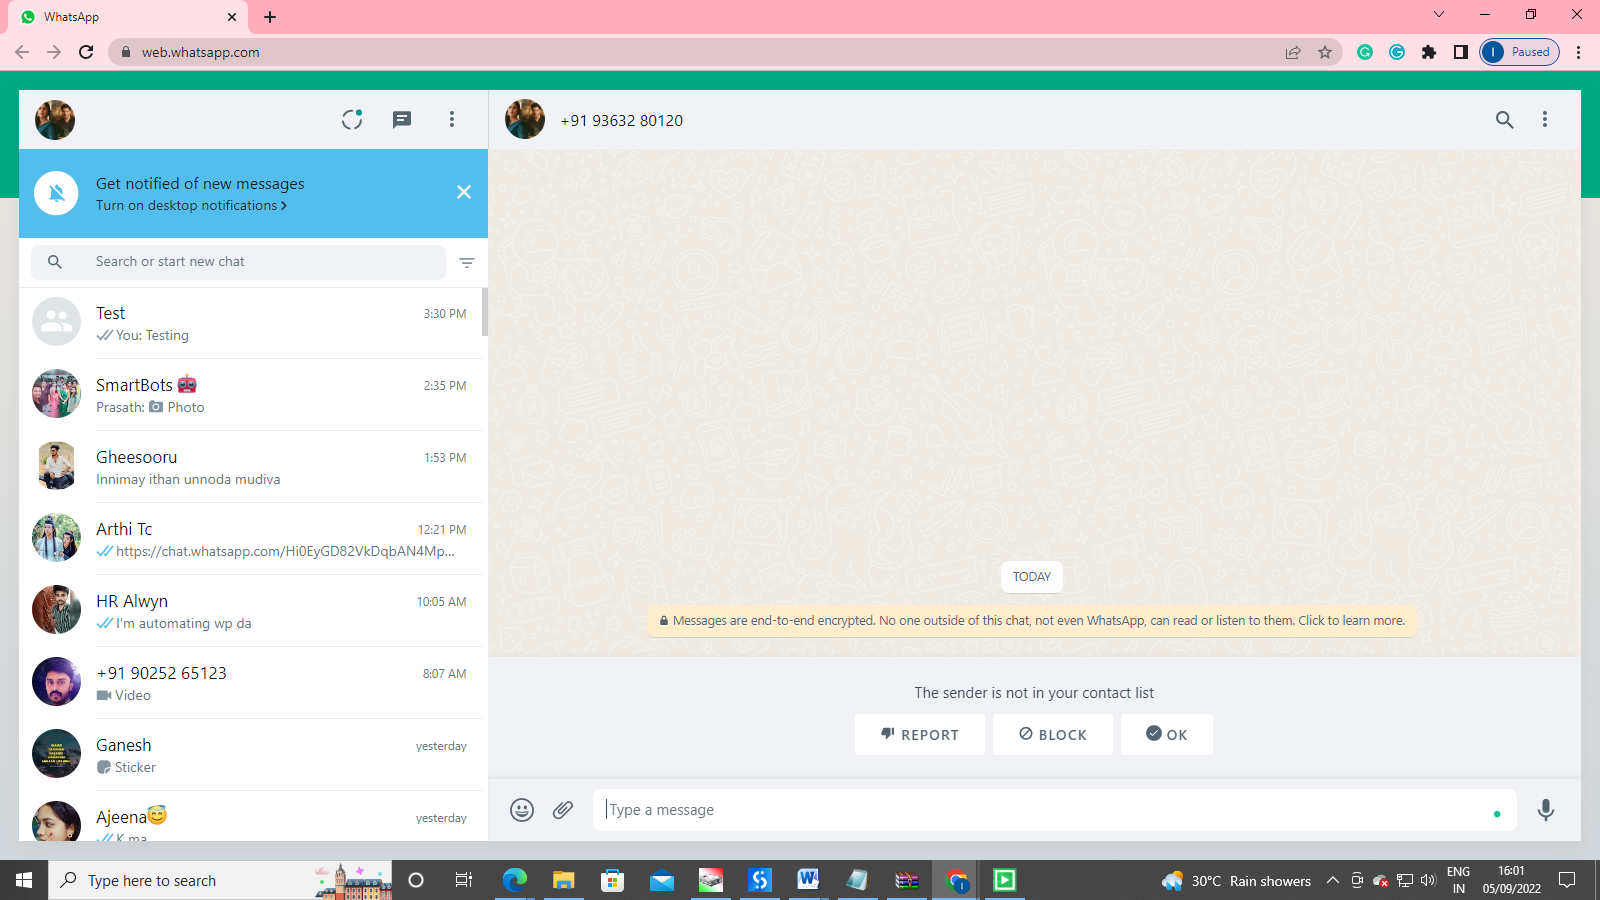 WhatsApp
web.whatsapp.com
Paused
+91 93632 80120
Get notified of new messages
Turn on desktop notifications
Search or start new chat
Test
3:30 PM
You: Testing
SmartBots
2:35 PM
Prasath: Photo
Gheesooru
1:53 PM
Innimay ithan unnoda mudiva
Arthi Tc
12:21 PM
https://chat.whatsapp.com/Hi0EyGD82VkDqbAN4Mp...
HR Alwyn
10:05 AM
I'm automating wp da
+91 90252 65123
8:07 AM
Video
Ganesh
yesterday
Sticker
Ajeena
yesterday
K ma
TODAY
Messages are end-to-end encrypted. No one outside of this chat, not even WhatsApp, can read or listen to them. Click to learn more.
The sender is not in your contact list
REPORT
BLOCK
OK
Type a message
Type here to search
30°C Rain showers
ENG
IN
16:01
05/09/2022